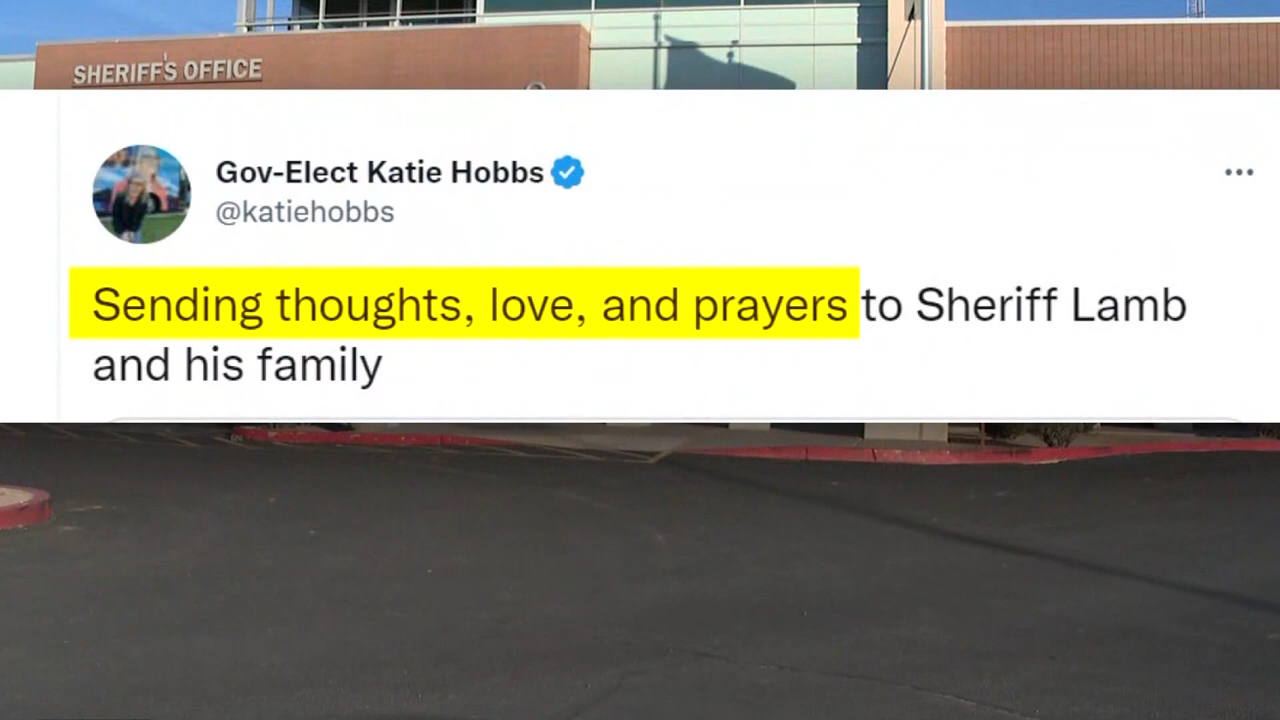 SHERIFF'S OFFICE
Gov-Elect Katie Hobbs
@katiehobbs
Sending thoughts, love, and prayers to Sheriff Lamb
and his family